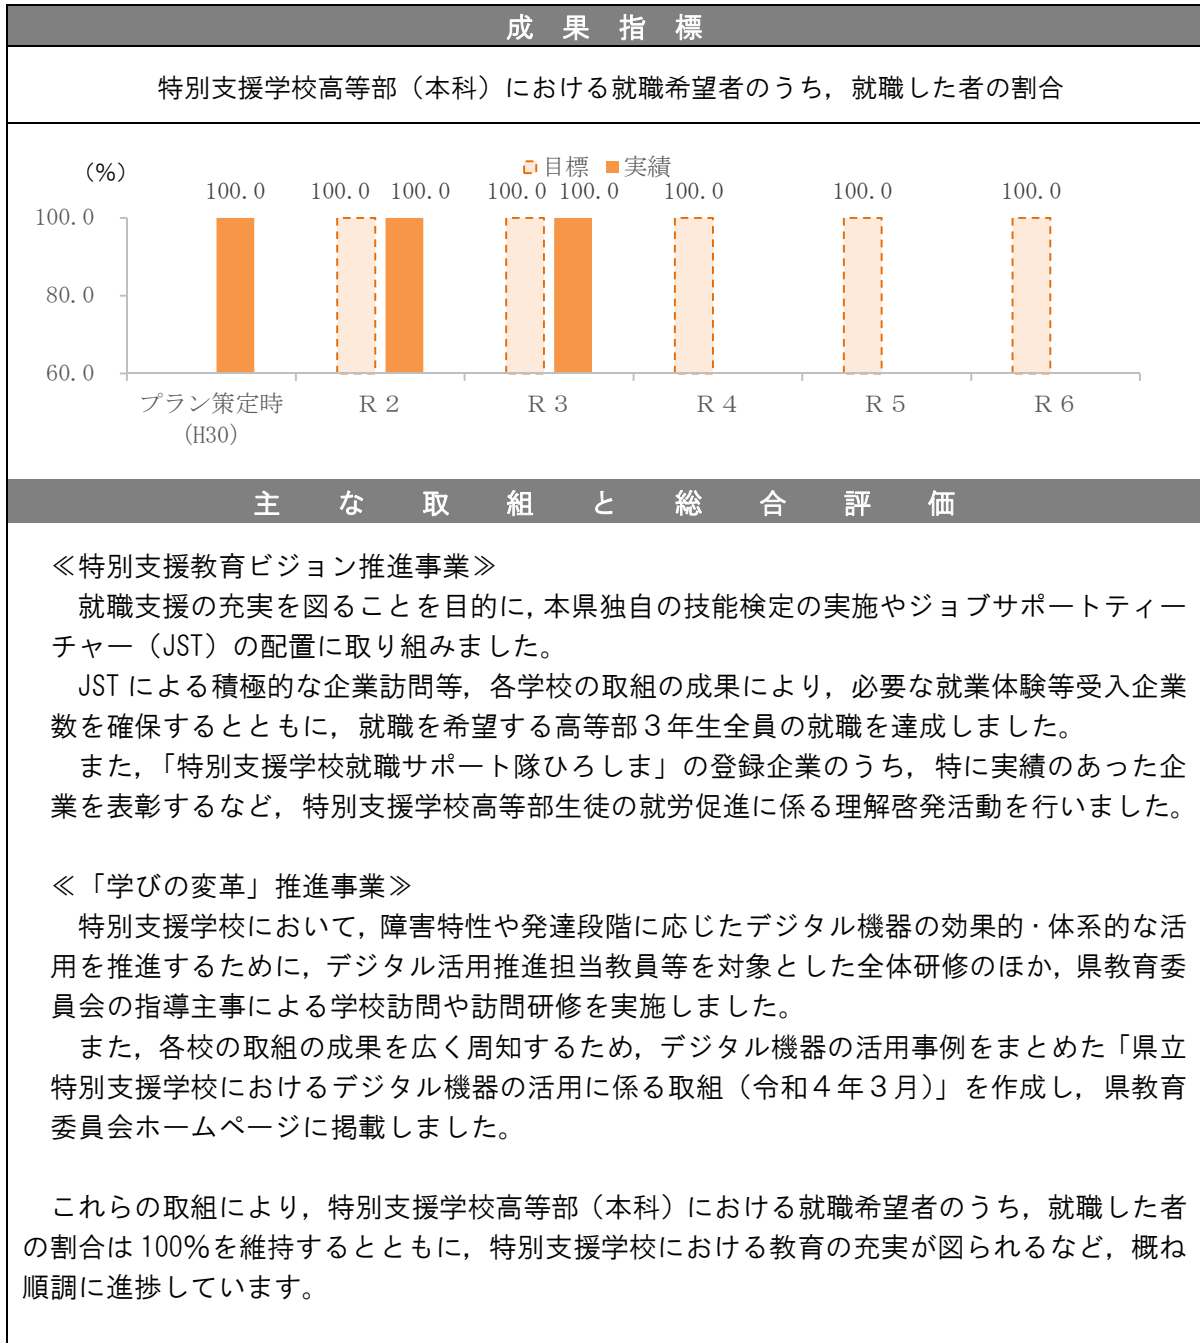 成果指標
特別支援学校高等部（本科）における就職希望者のうち，就職した者の割合
(%)
目標 実績
100.0 100.0 100.0 100.0 100.0 100.0 100.0 100.0
100.0
80.0
60.0
プラン策定時 Ｒ２ Ｒ３ Ｒ４ Ｒ５ Ｒ６
(H30)
主な取組と総合評価
≪特別支援教育ビジョン推進事業≫
就職支援の充実を図ることを目的に，本県独自の技能検定の実施やジョブサポートティー
チャー（JST）の配置に取り組みました。
JSTによる積極的な企業訪問等，各学校の取組の成果により，必要な就業体験等受入企業
数を確保するとともに，就職を希望する高等部３年生全員の就職を達成しました。
また，「特別支援学校就職サポート隊ひろしま」の登録企業のうち，特に実績のあった企
業を表彰するなど，特別支援学校高等部生徒の就労促進に係る理解啓発活動を行いました。
≪「学びの変革」推進事業≫
特別支援学校において，障害特性や発達段階に応じたデジタル機器の効果的・体系的な活
用を推進するために，デジタル活用推進担当教員等を対象とした全体研修のほか，県教育委
員会の指導主事による学校訪問や訪問研修を実施しました。
また，各校の取組の成果を広く周知するため，デジタル機器の活用事例をまとめた「県立
特別支援学校におけるデジタル機器の活用に係る取組（令和４年３月）」を作成し，県教育
委員会ホームページに掲載しました。
これらの取組により，特別支援学校高等部（本科）における就職希望者のうち，就職した者
の割合は100％を維持するとともに，特別支援学校における教育の充実が図られるなど，概ね
順調に進捗しています。